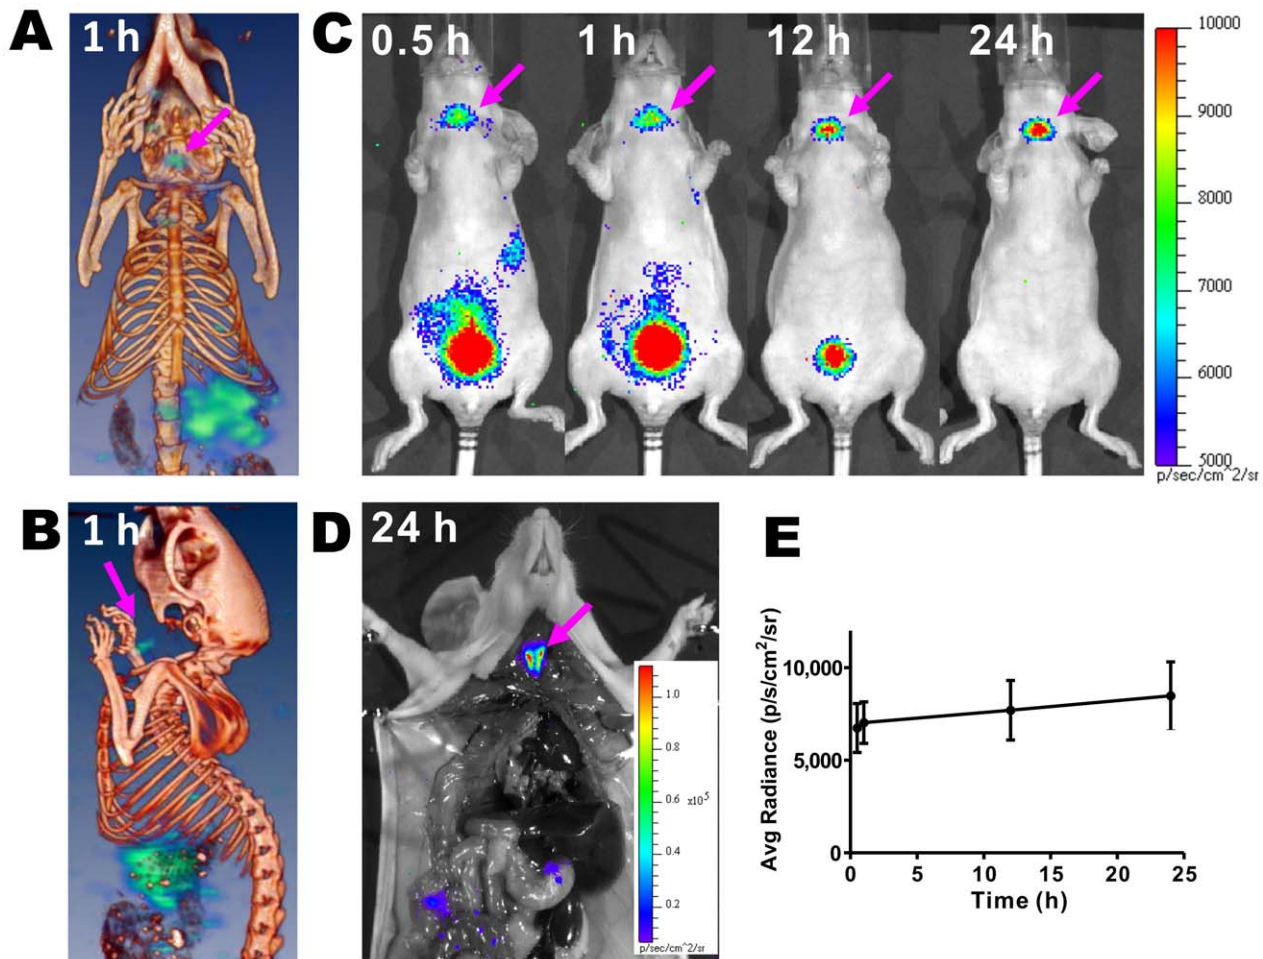 A
1 h
C
0.5 h
1 h
12 h
24 h
10000
9000
8000
7000
6000
5000
p/sec/cm^2/sr
B
1 h
D
24 h
1.0
0.8
0.6
x10^5
0.4
0.2
p/sec/cm^2/sr
E
Avg Radiance (p/s/cm²/sr)
10,000
5,000
0
0
5
10
15
20
25
Time (h)